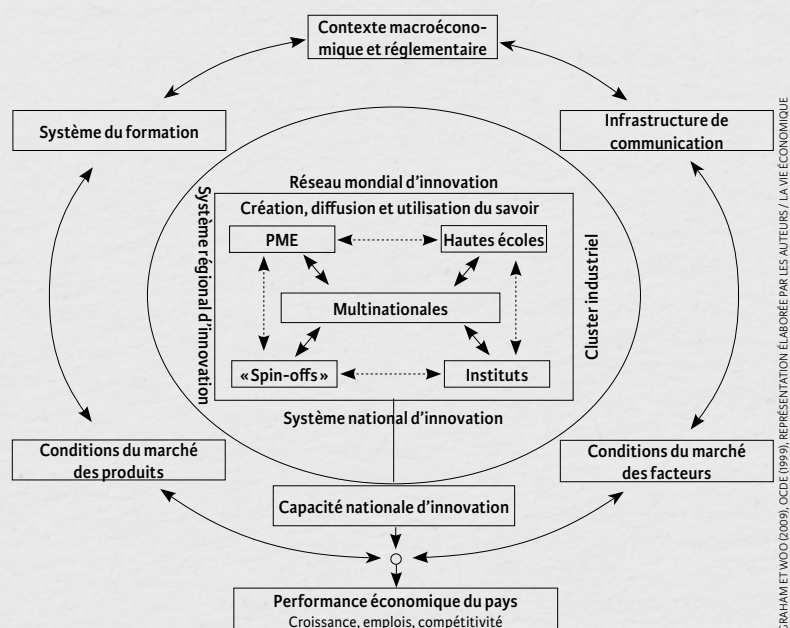 Contexte macroécono-
mique et réglementaire
Système du formation
Infrastructure de
communication
Réseau mondial d'innovation
Système régional d'innovation
Création, diffusion et utilisation du savoir
PME
Hautes écoles
Multinationales
« Spin-offs »
Instituts
Cluster industriel
Système national d'innovation
Conditions du marché
des produits
Conditions du marché
des facteurs
Capacité nationale d'innovation
Performance économique du pays
Croissance, emplois, compétitivité
GRAHAM ET WOO (2009), OCDE (1999), REPRÉSENTATION ÉLABORÉE PAR LES AUTEURS / LA VIE ÉCONOMIQUE